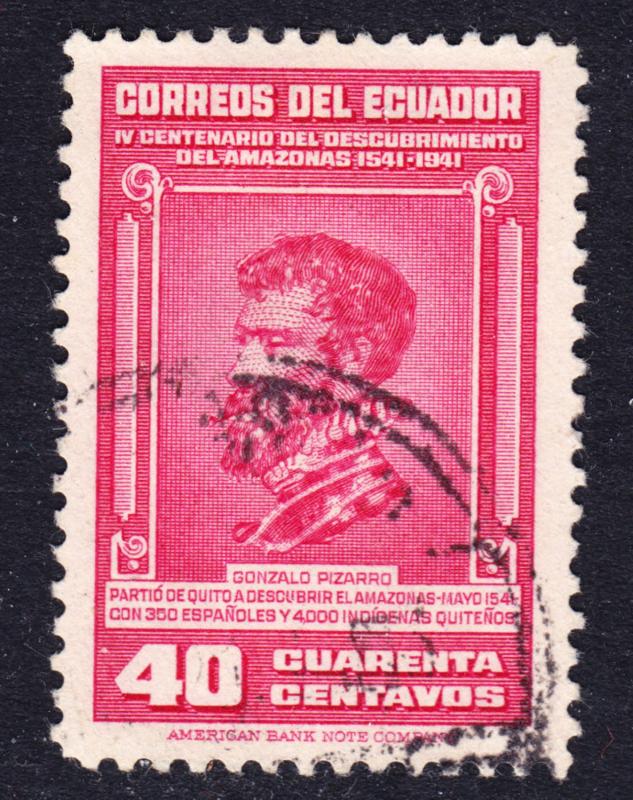 CORREOS DEL ECUADOR
IV CENTENARIO DEL DESCUBRIMIENTO
DEL AMAZONAS 1541-1941
GONZALO PIZARRO
PARTIÓ DE QUITO A DESCUBRIR EL AMAZONAS-MAYO 1541
CON 350 ESPAÑOLES Y 4,000 INDÍGENAS QUITEÑOS
40 CUARENTA
CENTAVOS
AMERICAN BANK NOTE COMPANY